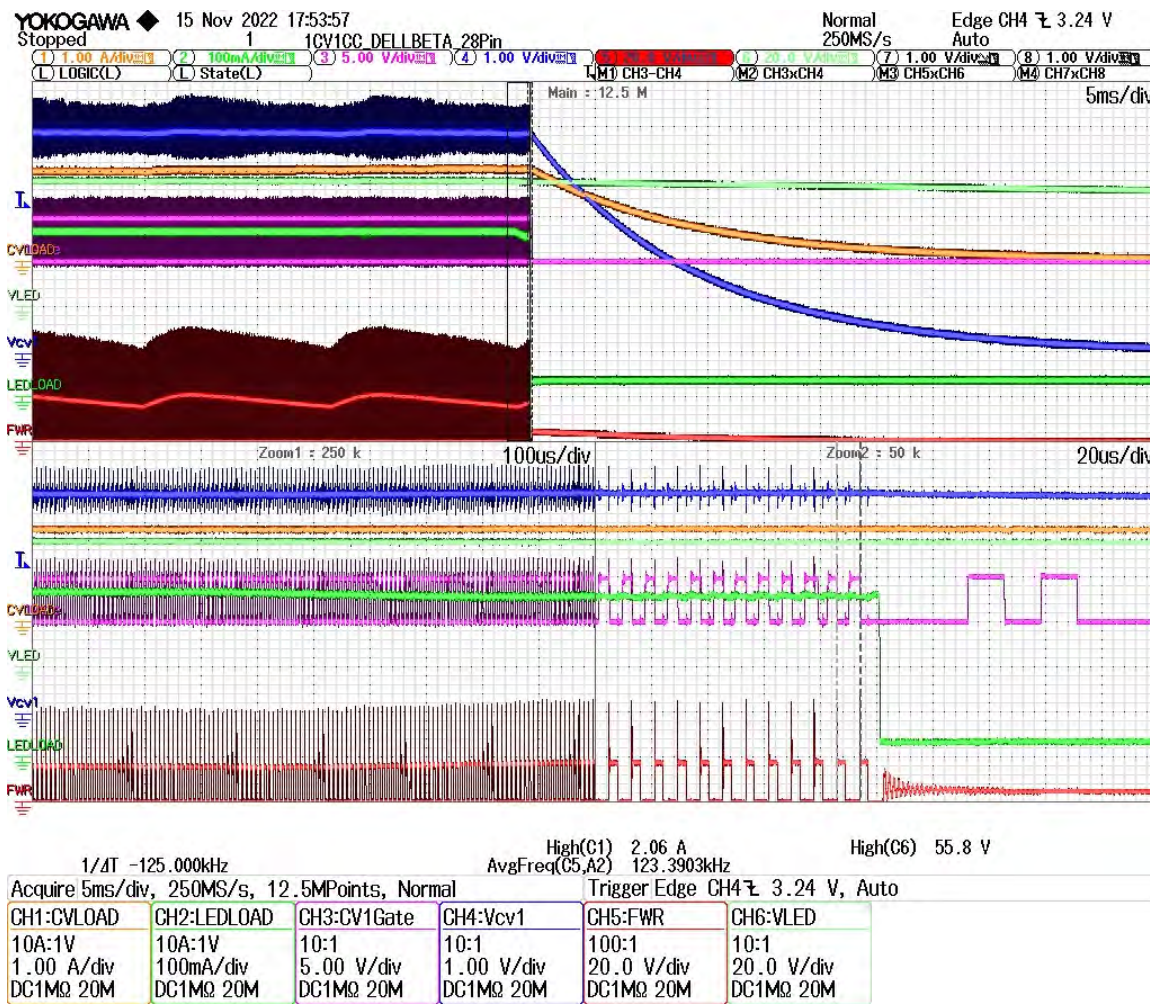 YOKOGAWA ◆ 15 Nov 2022 17:53:57 Normal Edge CH4 ↓ 3.24 V
Stopped 1 1CV1CC_DELLBETA_28Pin 250MS/s Auto
1 1.00 A/div 2 100mA/div 3 5.00 V/div 4 1.00 V/div 5 20.0 V/div 6 20.0 V/div 7 1.00 V/div 8 1.00 V/div
L LOGIC(L) L State(L) M1 CH3-CH4 M2 CH3xCH4 M3 CH5xCH6 M4 CH7xCH8
Main : 12.5 M 5ms/div
CVLOAD
VLED
Vcv1
LEDLOAD
FWR
Zoom1 : 250 k 100us/div Zoom2 : 50 k 20us/div
CVLOAD
VLED
Vcv1
LEDLOAD
FWR
High(C1) 2.06 A High(C6) 55.8 V
1/ΔT -125.000kHz AvgFreq(C5,A2) 123.3903kHz
Acquire 5ms/div, 250MS/s, 12.5MPoints, Normal Trigger Edge CH4 ↓ 3.24 V, Auto
CH1:CVLOAD CH2:LEDLOAD CH3:CV1Gate CH4:Vcv1 CH5:FWR CH6:VLED
10A:1V 10A:1V 10:1 10:1 100:1 10:1
1.00 A/div 100mA/div 5.00 V/div 1.00 V/div 20.0 V/div 20.0 V/div
DC1MΩ 20M DC1MΩ 20M DC1MΩ 20M DC1MΩ 20M DC1MΩ 20M DC1MΩ 20M